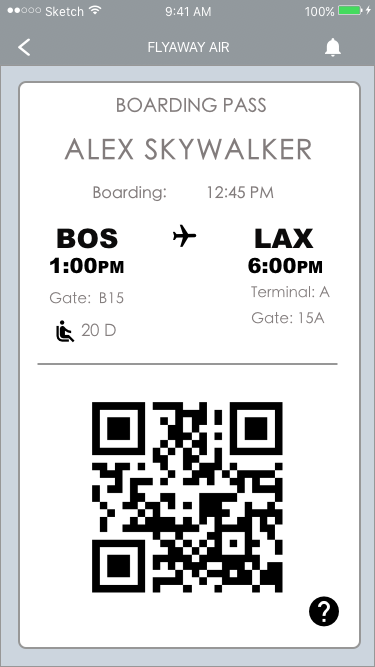 Sketch 9:41 AM 100%
FLYAWAY AIR
BOARDING PASS
ALEX SKYWALKER
Boarding: 12:45 PM
BOS LAX
1:00PM 6:00PM
Gate: B15 Terminal: A
20 D Gate: 15A
?